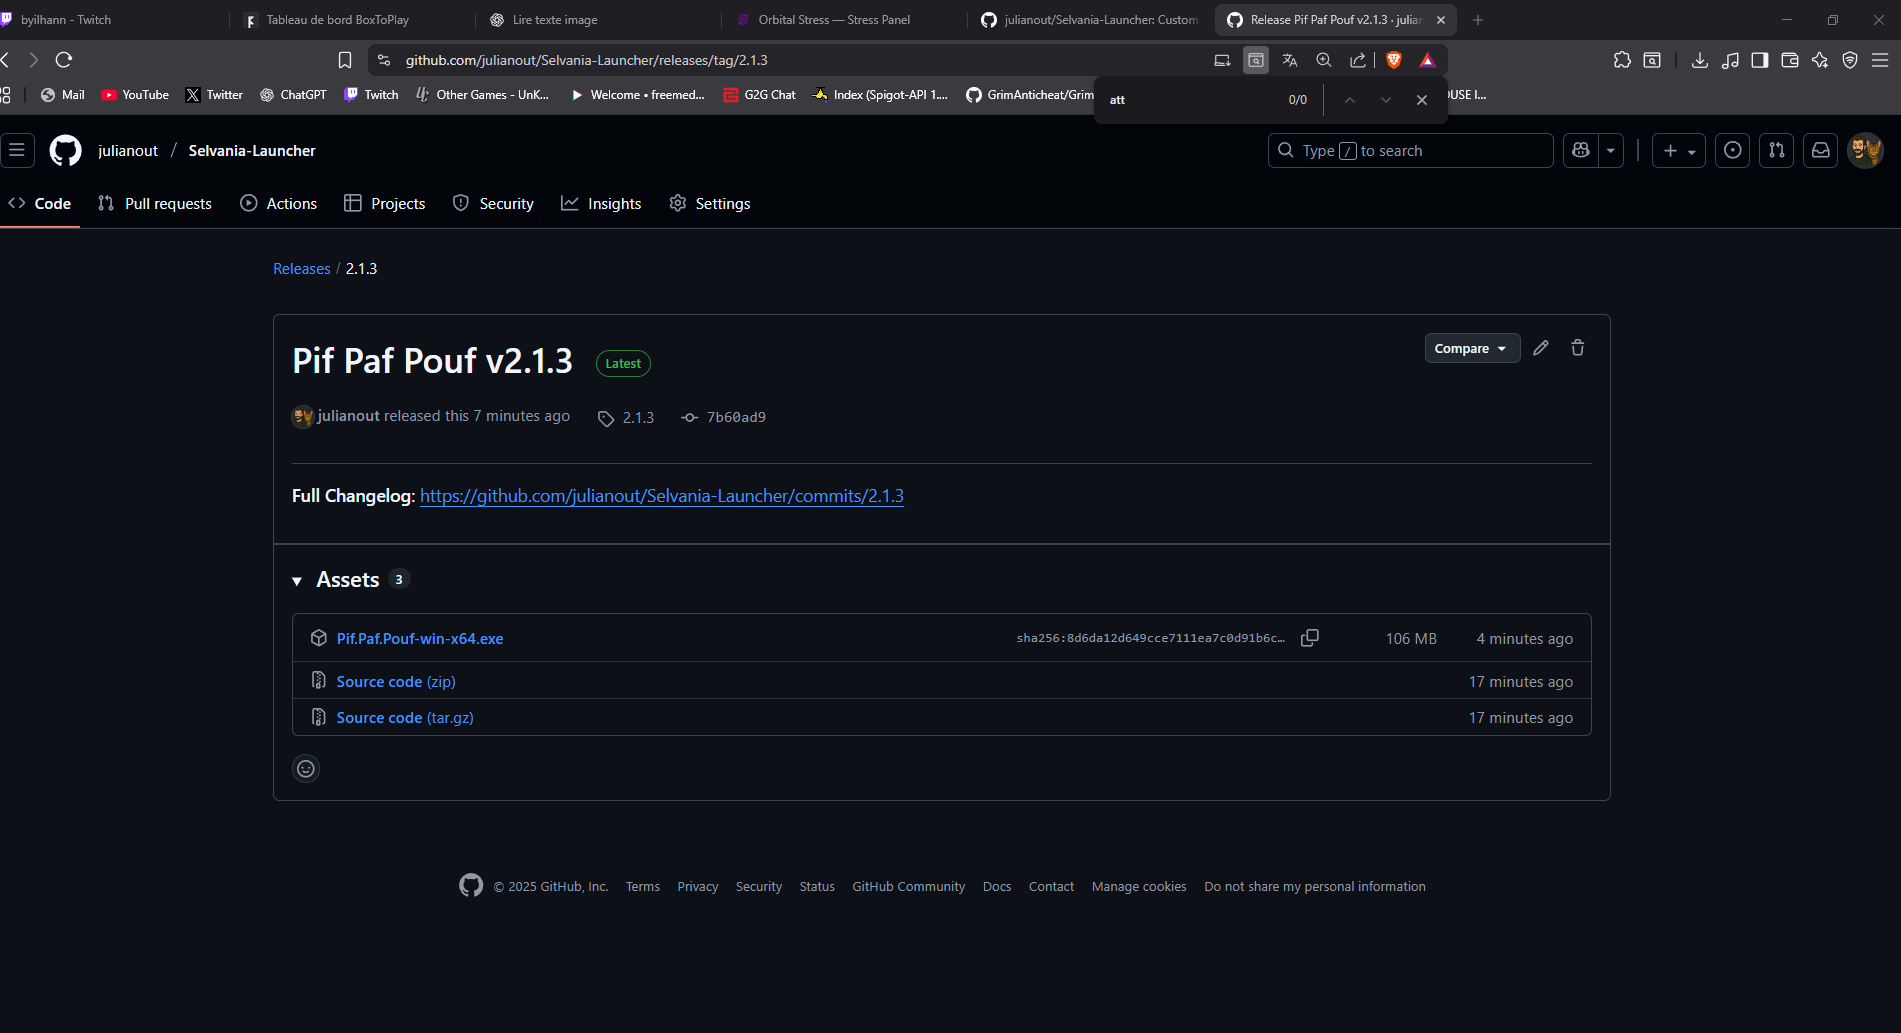 byilhann - Twitch
Tableau de bord BoxToPlay
Lire texte image
Orbital Stress — Stress Panel
julianout/Selvania-Launcher: Custom
Release Pif Paf Pouf v2.1.3 · julian
github.com/julianout/Selvania-Launcher/releases/tag/2.1.3
Mail
YouTube
Twitter
ChatGPT
Twitch
Other Games - UnK...
Welcome • freemed...
G2G Chat
Index (Spigot-API 1....
GrimAnticheat/Grim
OUSE I...
att
0/0
julianout / Selvania-Launcher
Type / to search
Code
Pull requests
Actions
Projects
Security
Insights
Settings
Releases / 2.1.3
Pif Paf Pouf v2.1.3
Latest
Compare
julianout released this 7 minutes ago
2.1.3
7b60ad9
Full Changelog: https://github.com/julianout/Selvania-Launcher/commits/2.1.3
Assets 3
Pif.Paf.Pouf-win-x64.exe
sha256:8d6da12d649cce7111ea7c0d91b6c…
106 MB
4 minutes ago
Source code (zip)
17 minutes ago
Source code (tar.gz)
17 minutes ago
© 2025 GitHub, Inc.
Terms
Privacy
Security
Status
GitHub Community
Docs
Contact
Manage cookies
Do not share my personal information